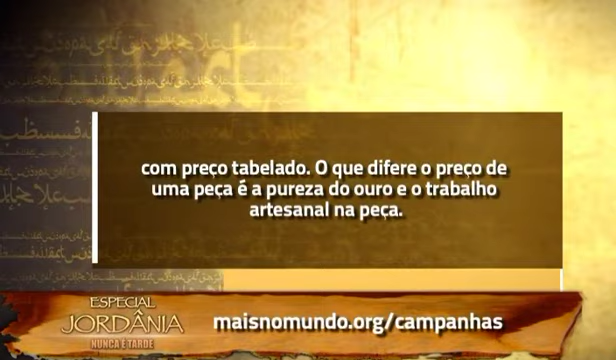 com preço tabelado. O que difere o preço de
uma peça é a pureza do ouro e o trabalho
artesanal na peça.
ESPECIAL
JORDÂNIA
NUNCA É TARDE
maisnomundo.org/campanhas